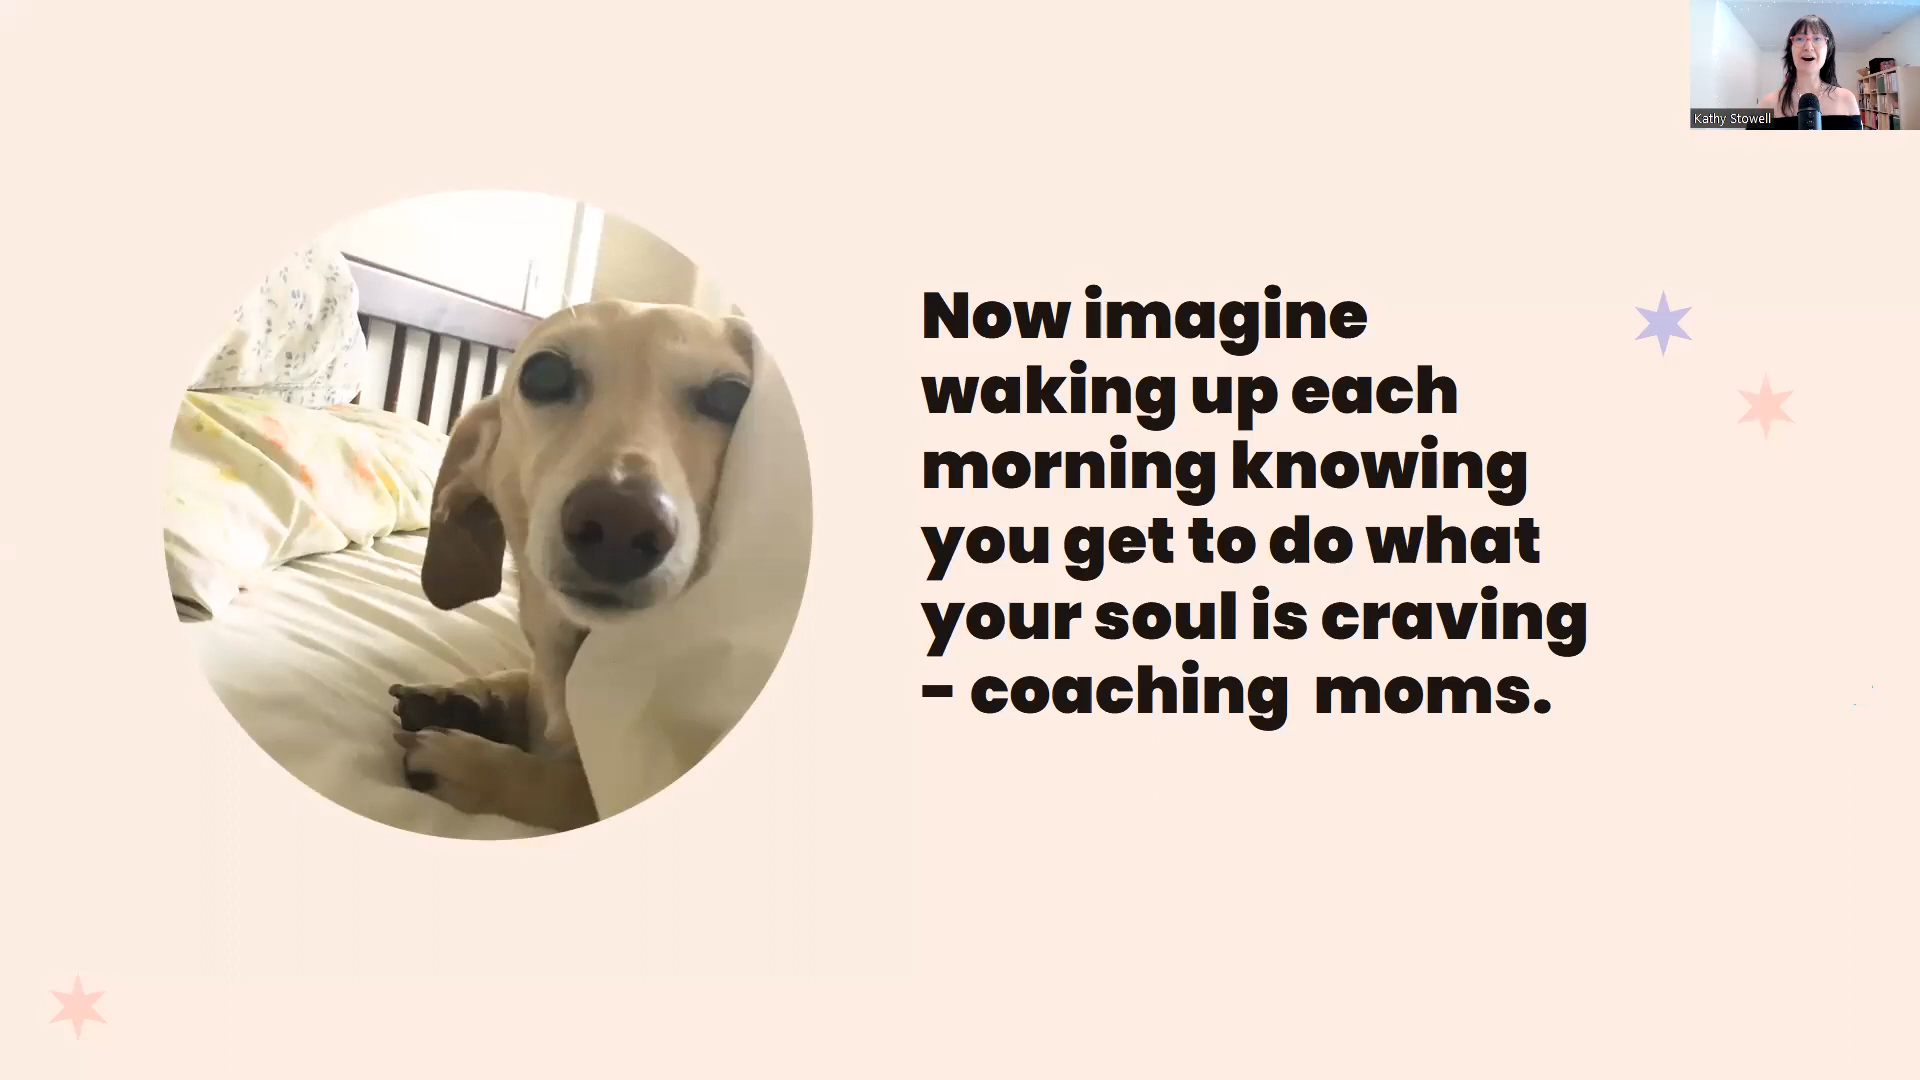 Kathy Stowell
Now imagine
waking up each
morning knowing
you get to do what
your soul is craving
- coaching moms.